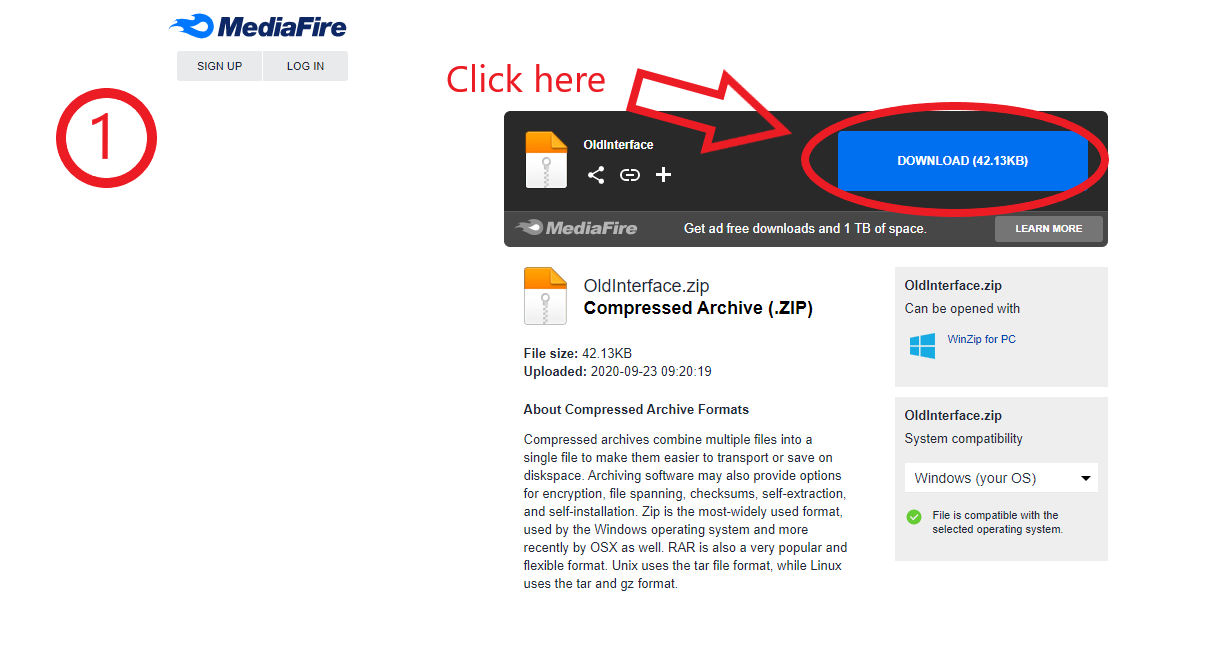 MediaFire
SIGN UP
LOG IN
Click here
1
OldInterface
DOWNLOAD (42.13KB)
MediaFire
Get ad free downloads and 1 TB of space.
LEARN MORE
OldInterface.zip
Compressed Archive (.ZIP)
File size: 42.13KB
Uploaded: 2020-09-23 09:20:19
About Compressed Archive Formats
Compressed archives combine multiple files into a
single file to make them easier to transport or save on
diskspace. Archiving software may also provide options
for encryption, file spanning, checksums, self-extraction,
and self-installation. Zip is the most-widely used format,
used by the Windows operating system and more
recently by OSX as well. RAR is also a very popular and
flexible format. Unix uses the tar file format, while Linux
uses the tar and gz format.
OldInterface.zip
Can be opened with
WinZip for PC
OldInterface.zip
System compatibility
Windows (your OS)
File is compatible with the
selected operating system.